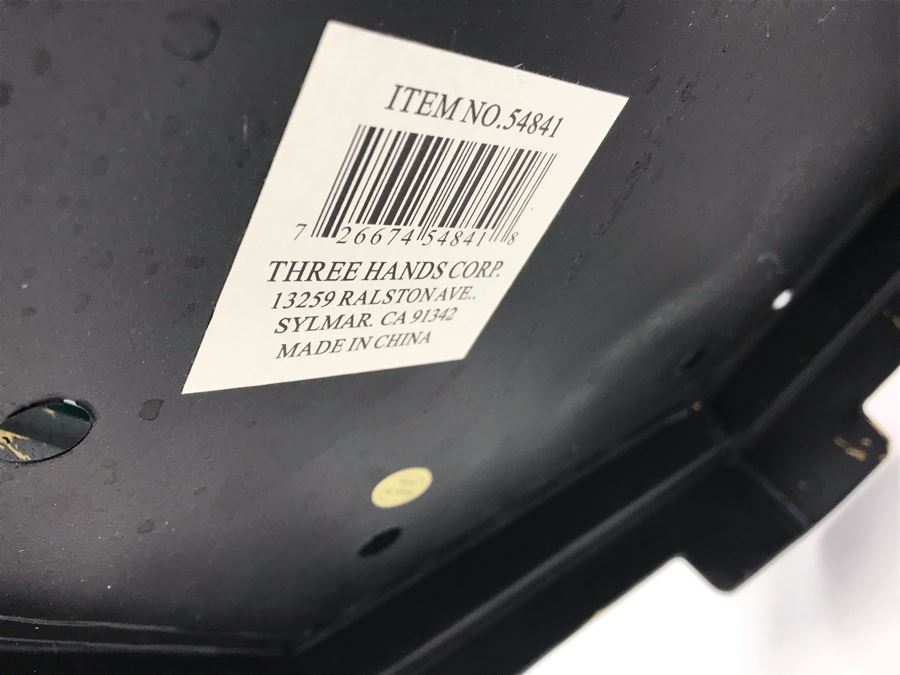 ITEM NO.54841
7 26674 54841 8
THREE HANDS CORP.
13259 RALSTON AVE..
SYLMAR. CA 91342
MADE IN CHINA